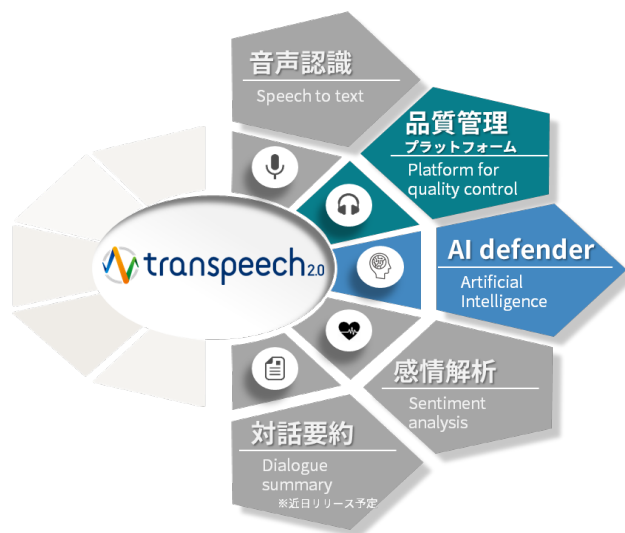 音声認識
Speech to text
品質管理
プラットフォーム
Platform for
quality control
transpeech 2.0
AI defender
Artificial
Intelligence
感情解析
Sentiment
analysis
対話要約
Dialogue
summary
※近日リリース予定